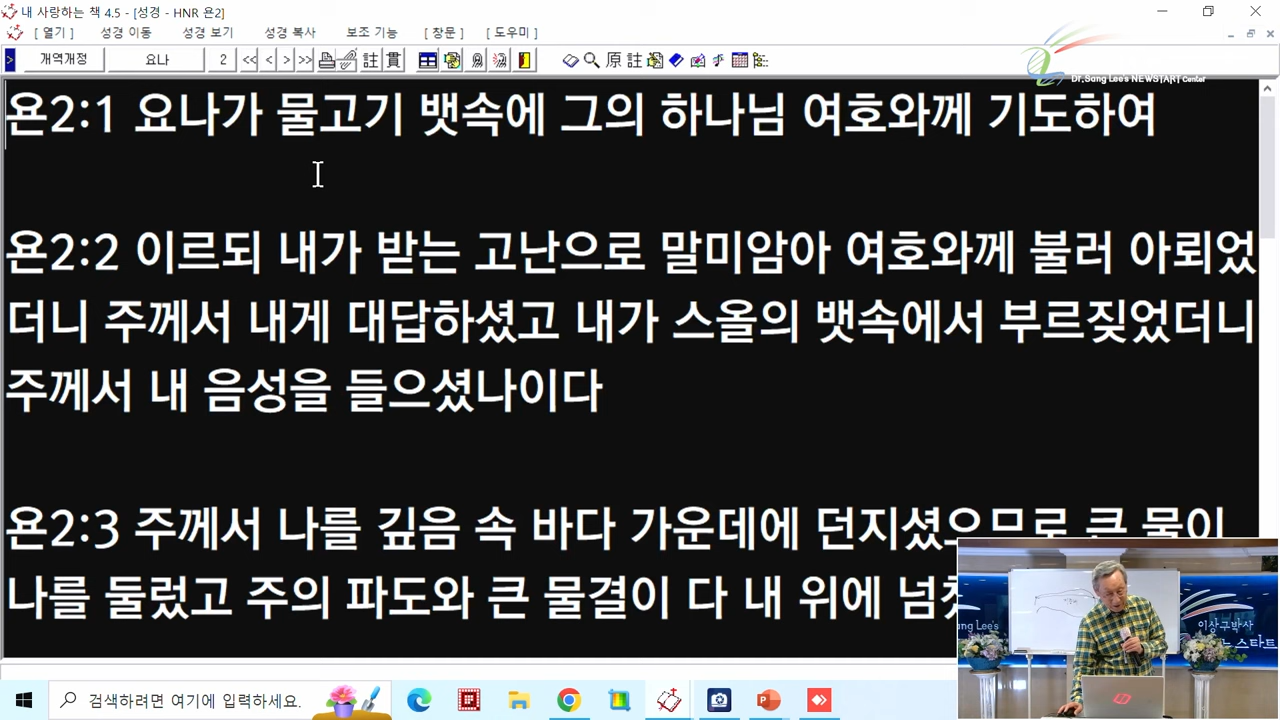 내 사랑하는 책 4.5 - [성경 - HNR 욘2]
[ 열기 ] 성경 이동 성경 보기 성경 복사 보조 기능 [ 창문 ] [ 도우미 ]
개역개정 요나 2 << < > >> 註 貫 原 註
Dr.Sang Lee's NEWSTART Center
욘2:1 요나가 물고기 뱃속에 그의 하나님 여호와께 기도하여
욘2:2 이르되 내가 받는 고난으로 말미암아 여호와께 불러 아뢰었
더니 주께서 내게 대답하셨고 내가 스올의 뱃속에서 부르짖었더니
주께서 내 음성을 들으셨나이다
욘2:3 주께서 나를 깊음 속 바다 가운데에 던지셨으므로 큰 물이
나를 둘렀고 주의 파도와 큰 물결이 다 내 위에
ang Lee's
이상구박사
스타트
검색하려면 여기에 입력하세요.